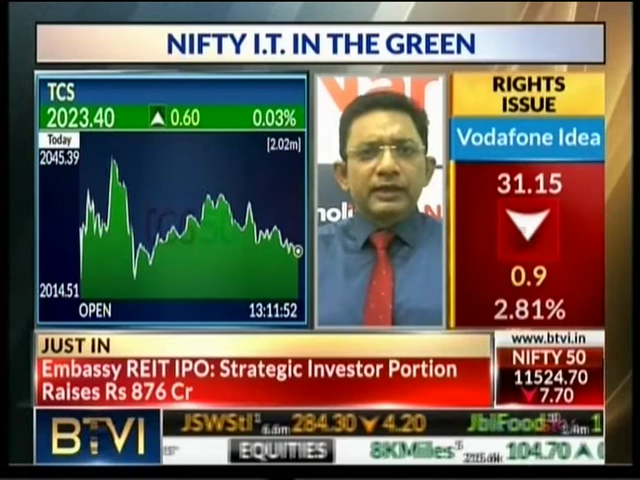 NIFTY I.T. IN THE GREEN
TCS
2023.40 0.60 0.03%
Today
[2.02m]
2045.39
2014.51
OPEN 13:11:52
RIGHTS
ISSUE
Vodafone Idea
31.15
0.9
2.81%
JUST IN
Embassy REIT IPO: Strategic Investor Portion
Raises Rs 876 Cr
www.btvi.in
NIFTY 50
11524.70
7.70
BTVI
JSWStl 284.30 4.20 JblFood
EQUITIES
8KMiles 104.70